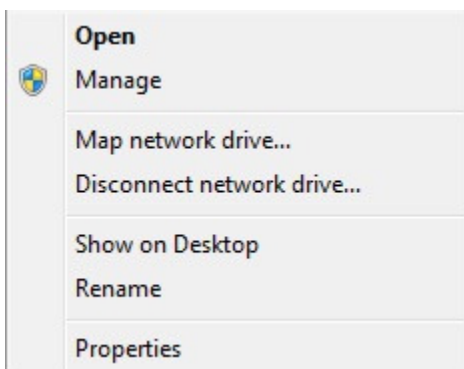 Open
Manage
Map network drive...
Disconnect network drive...
Show on Desktop
Rename
Properties